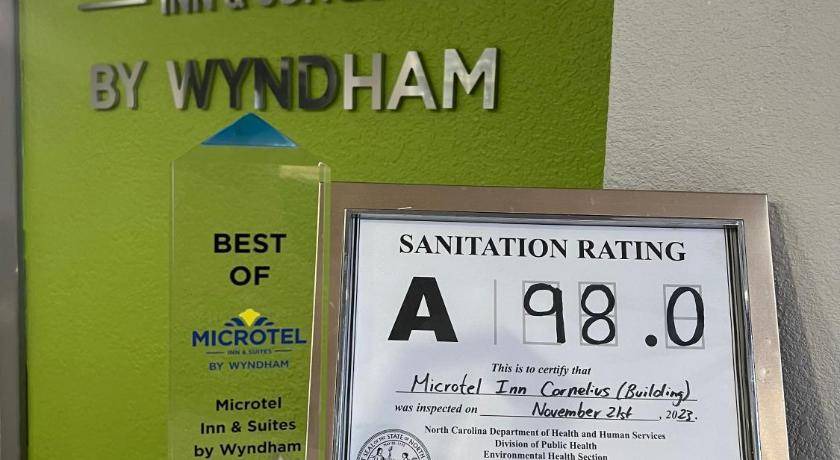 INN & SUITES
BY WYNDHAM
BEST
OF
MICROTEL
INN & SUITES
BY WYNDHAM
Microtel
Inn & Suites
by Wyndham
SANITATION RATING
A 98.0
This is to certify that
Microtel Inn Cornelius (Building)
was inspected on November 21st, 2023.
North Carolina Department of Health and Human Services
Division of Public Health
Environmental Health Section